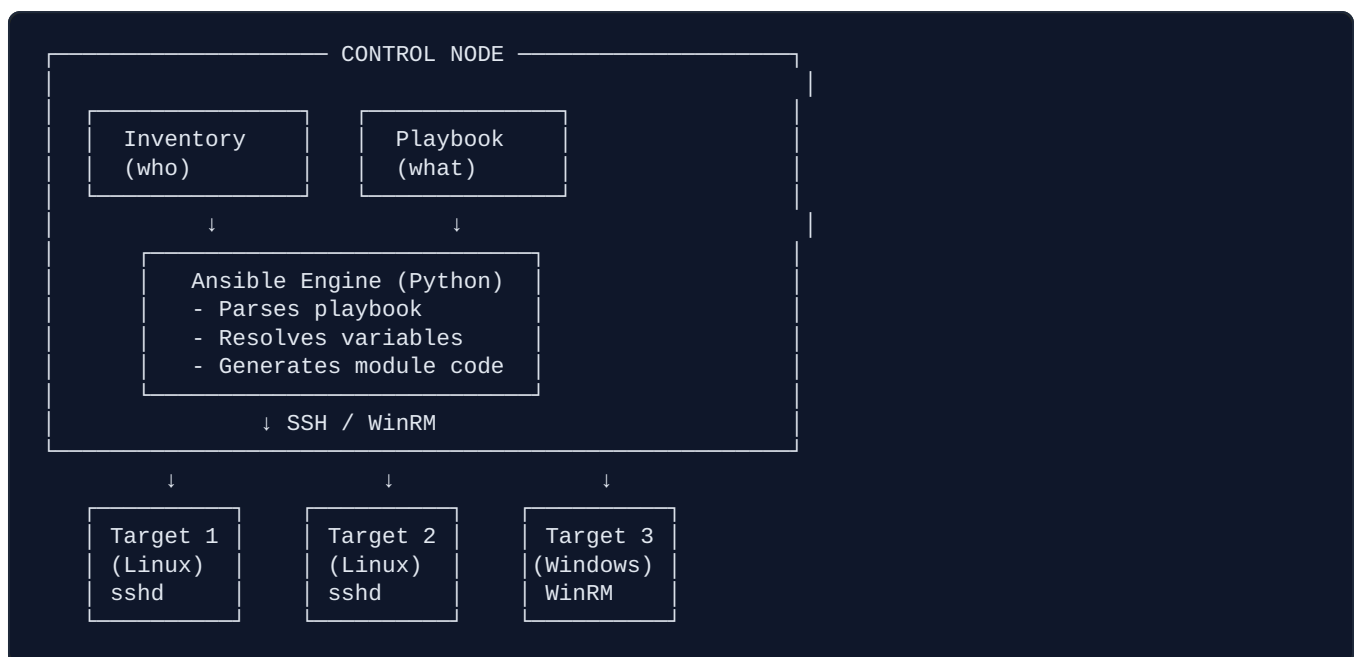 CONTROL NODE
Inventory Playbook
(who) (what)
↓ ↓
Ansible Engine (Python)
- Parses playbook
- Resolves variables
- Generates module code
↓ SSH / WinRM
↓ ↓ ↓
Target 1 Target 2 Target 3
(Linux) (Linux) (Windows)
sshd sshd WinRM